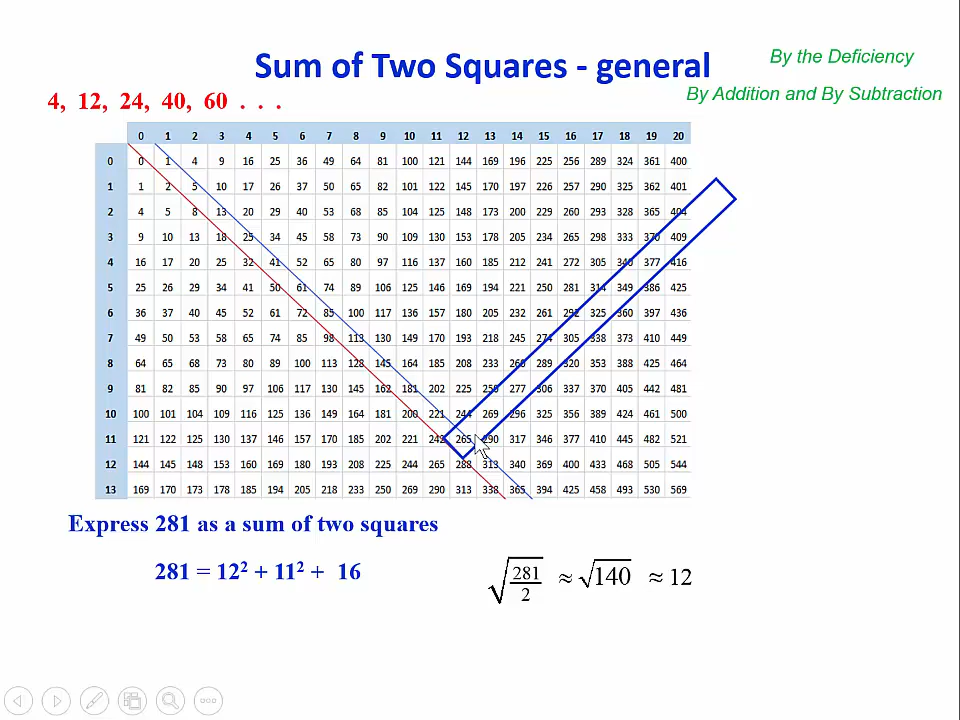 Sum of Two Squares - general
By the Deficiency
By Addition and By Subtraction
4, 12, 24, 40, 60 . . .
0 1 2 3 4 5 6 7 8 9 10 11 12 13 14 15 16 17 18 19 20
0 0 1 4 9 16 25 36 49 64 81 100 121 144 169 196 225 256 289 324 361 400
1 1 2 5 10 17 26 37 50 65 82 101 122 145 170 197 226 257 290 325 362 401
2 4 5 8 13 20 29 40 53 68 85 104 125 148 173 200 229 260 293 328 365 404
3 9 10 13 18 25 34 45 58 73 90 109 130 153 178 205 234 265 298 333 370 409
4 16 17 20 25 32 41 52 65 80 97 116 137 160 185 212 241 272 305 340 377 416
5 25 26 29 34 41 50 61 74 89 106 125 146 169 194 221 250 281 314 349 386 425
6 36 37 40 45 52 61 72 85 100 117 136 157 180 205 232 261 292 325 360 397 436
7 49 50 53 58 65 74 85 98 113 130 149 170 193 218 245 274 305 338 373 410 449
8 64 65 68 73 80 89 100 113 128 145 164 185 208 233 260 289 320 353 388 425 464
9 81 82 85 90 97 106 117 130 145 162 181 202 225 250 277 306 337 370 405 442 481
10 100 101 104 109 116 125 136 149 164 181 200 221 244 269 296 325 356 389 424 461 500
11 121 122 125 130 137 146 157 170 185 202 221 242 265 290 317 346 377 410 445 482 521
12 144 145 148 153 160 169 180 193 208 225 244 265 288 313 340 369 400 433 468 505 544
13 169 170 173 178 185 194 205 218 233 250 269 290 313 338 365 394 425 458 493 530 569
Express 281 as a sum of two squares
281 = 12² + 11² + 16
√(281/2) ≈ √140 ≈ 12